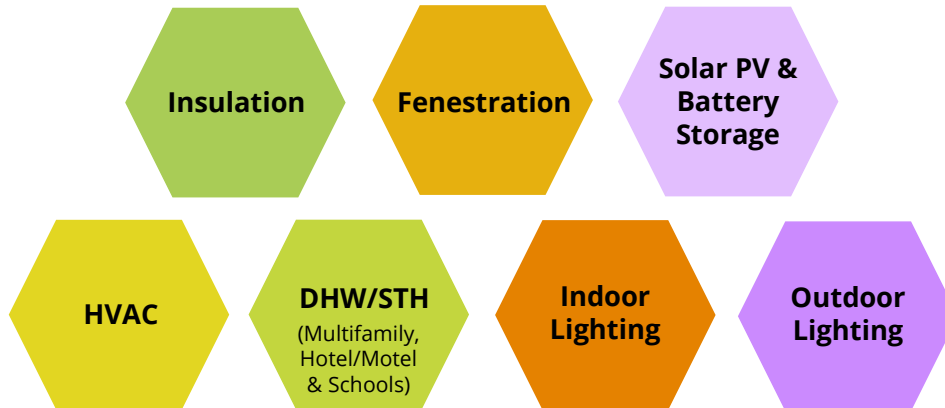 Insulation
Fenestration
Solar PV &
Battery
Storage
HVAC
DHW/STH
(Multifamily,
Hotel/Motel
& Schools)
Indoor
Lighting
Outdoor
Lighting